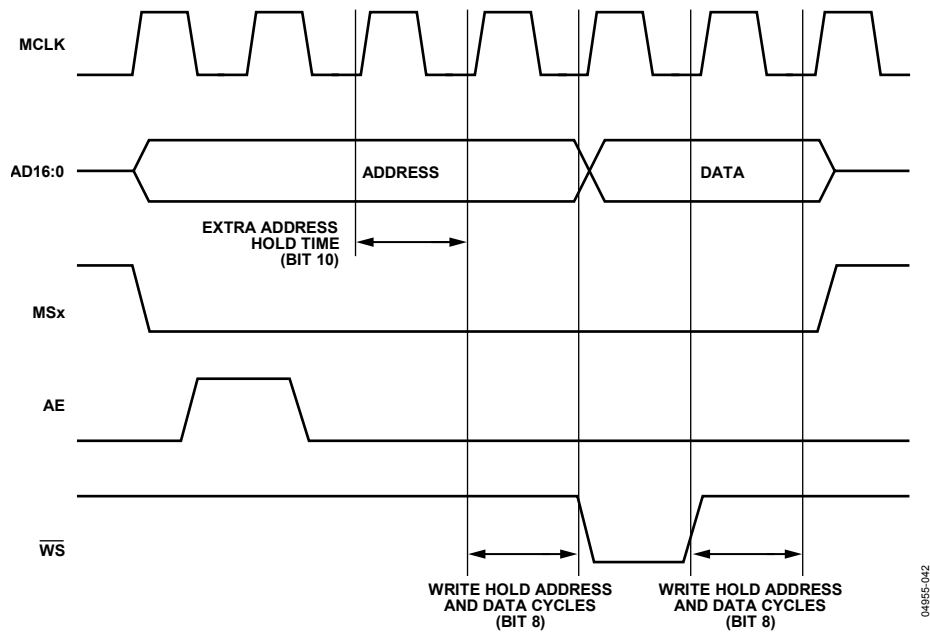 MCLK
AD16:0
ADDRESS
DATA
EXTRA ADDRESS
HOLD TIME
(BIT 10)
MSx
AE
WS
WRITE HOLD ADDRESS
AND DATA CYCLES
(BIT 8)
WRITE HOLD ADDRESS
AND DATA CYCLES
(BIT 8)
04955-042